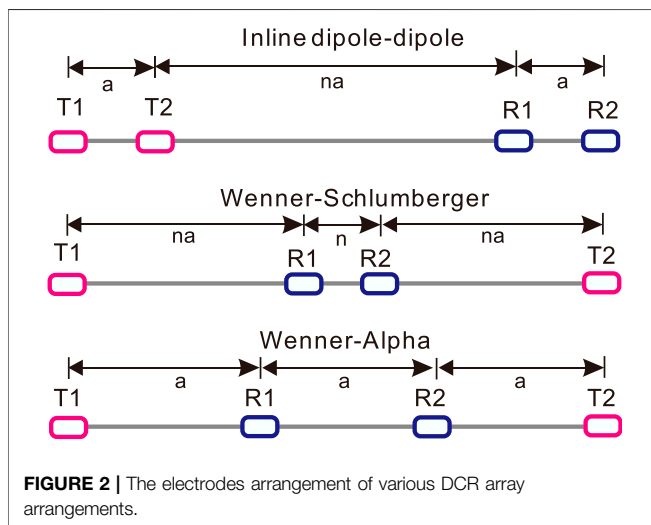 Inline dipole-dipole
a na a
T1 T2 R1 R2
Wenner-Schlumberger
na n na
T1 R1 R2 T2
Wenner-Alpha
a a a
T1 R1 R2 T2
FIGURE 2 | The electrodes arrangement of various DCR array
arrangements.